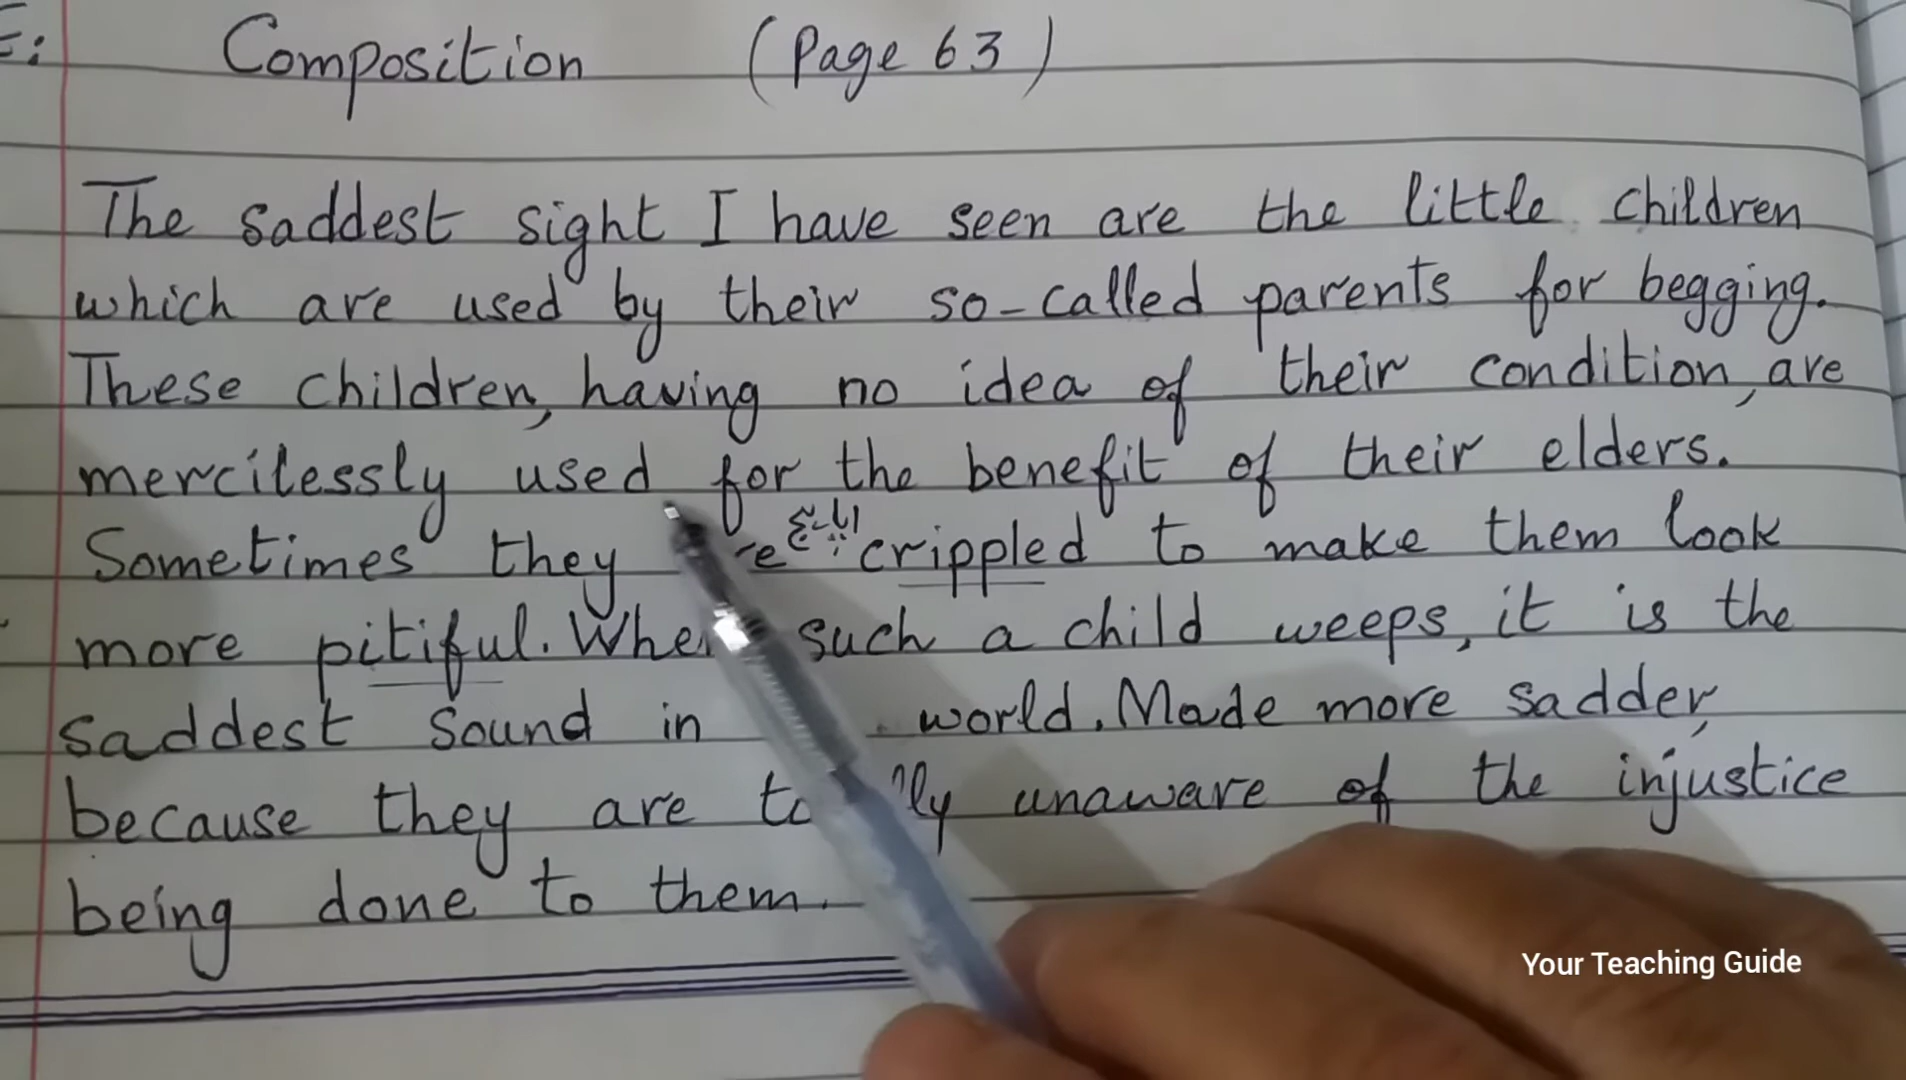 Composition (Page 63)
The saddest sight I have seen are the little children
which are used by their so-called parents for begging.
These children, having no idea of their condition, are
mercilessly used for the benefit of their elders.
Sometimes they crippled to make them look
more pitiful. When such a child weeps, it is the
saddest sound in world. Made more sadder,
because they are totally unaware of the injustice
being done to them.
Your Teaching Guide